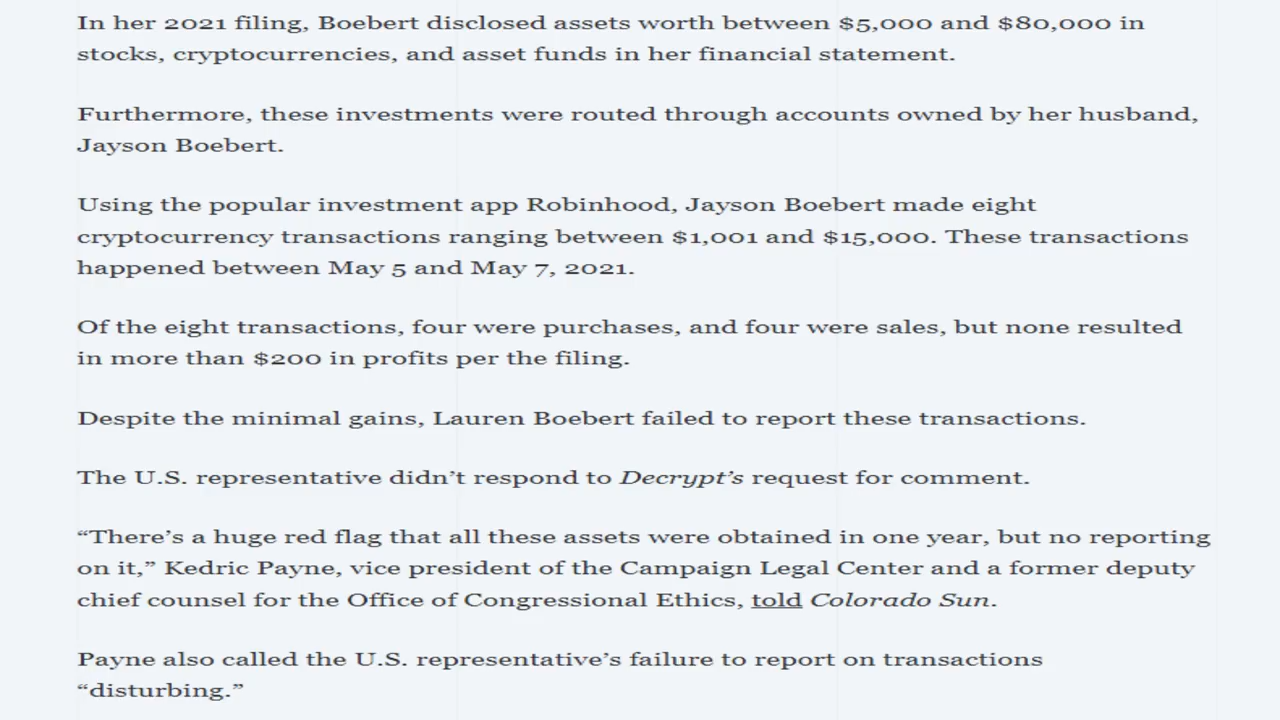 In her 2021 filing, Boebert disclosed assets worth between $5,000 and $80,000 in
stocks, cryptocurrencies, and asset funds in her financial statement.
Furthermore, these investments were routed through accounts owned by her husband,
Jayson Boebert.
Using the popular investment app Robinhood, Jayson Boebert made eight
cryptocurrency transactions ranging between $1,001 and $15,000. These transactions
happened between May 5 and May 7, 2021.
Of the eight transactions, four were purchases, and four were sales, but none resulted
in more than $200 in profits per the filing.
Despite the minimal gains, Lauren Boebert failed to report these transactions.
The U.S. representative didn’t respond to Decrypt’s request for comment.
“There’s a huge red flag that all these assets were obtained in one year, but no reporting
on it,” Kedric Payne, vice president of the Campaign Legal Center and a former deputy
chief counsel for the Office of Congressional Ethics, told Colorado Sun.
Payne also called the U.S. representative’s failure to report on transactions
“disturbing.”